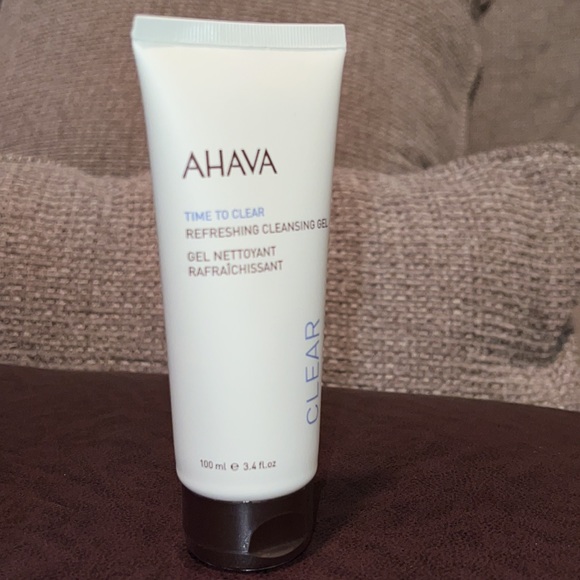 AHAVA
TIME TO CLEAR
REFRESHING CLEANSING GEL
GEL NETTOYANT
RAFRAÎCHISSANT
CLEAR
100 ml ℮ 3.4 fl.oz